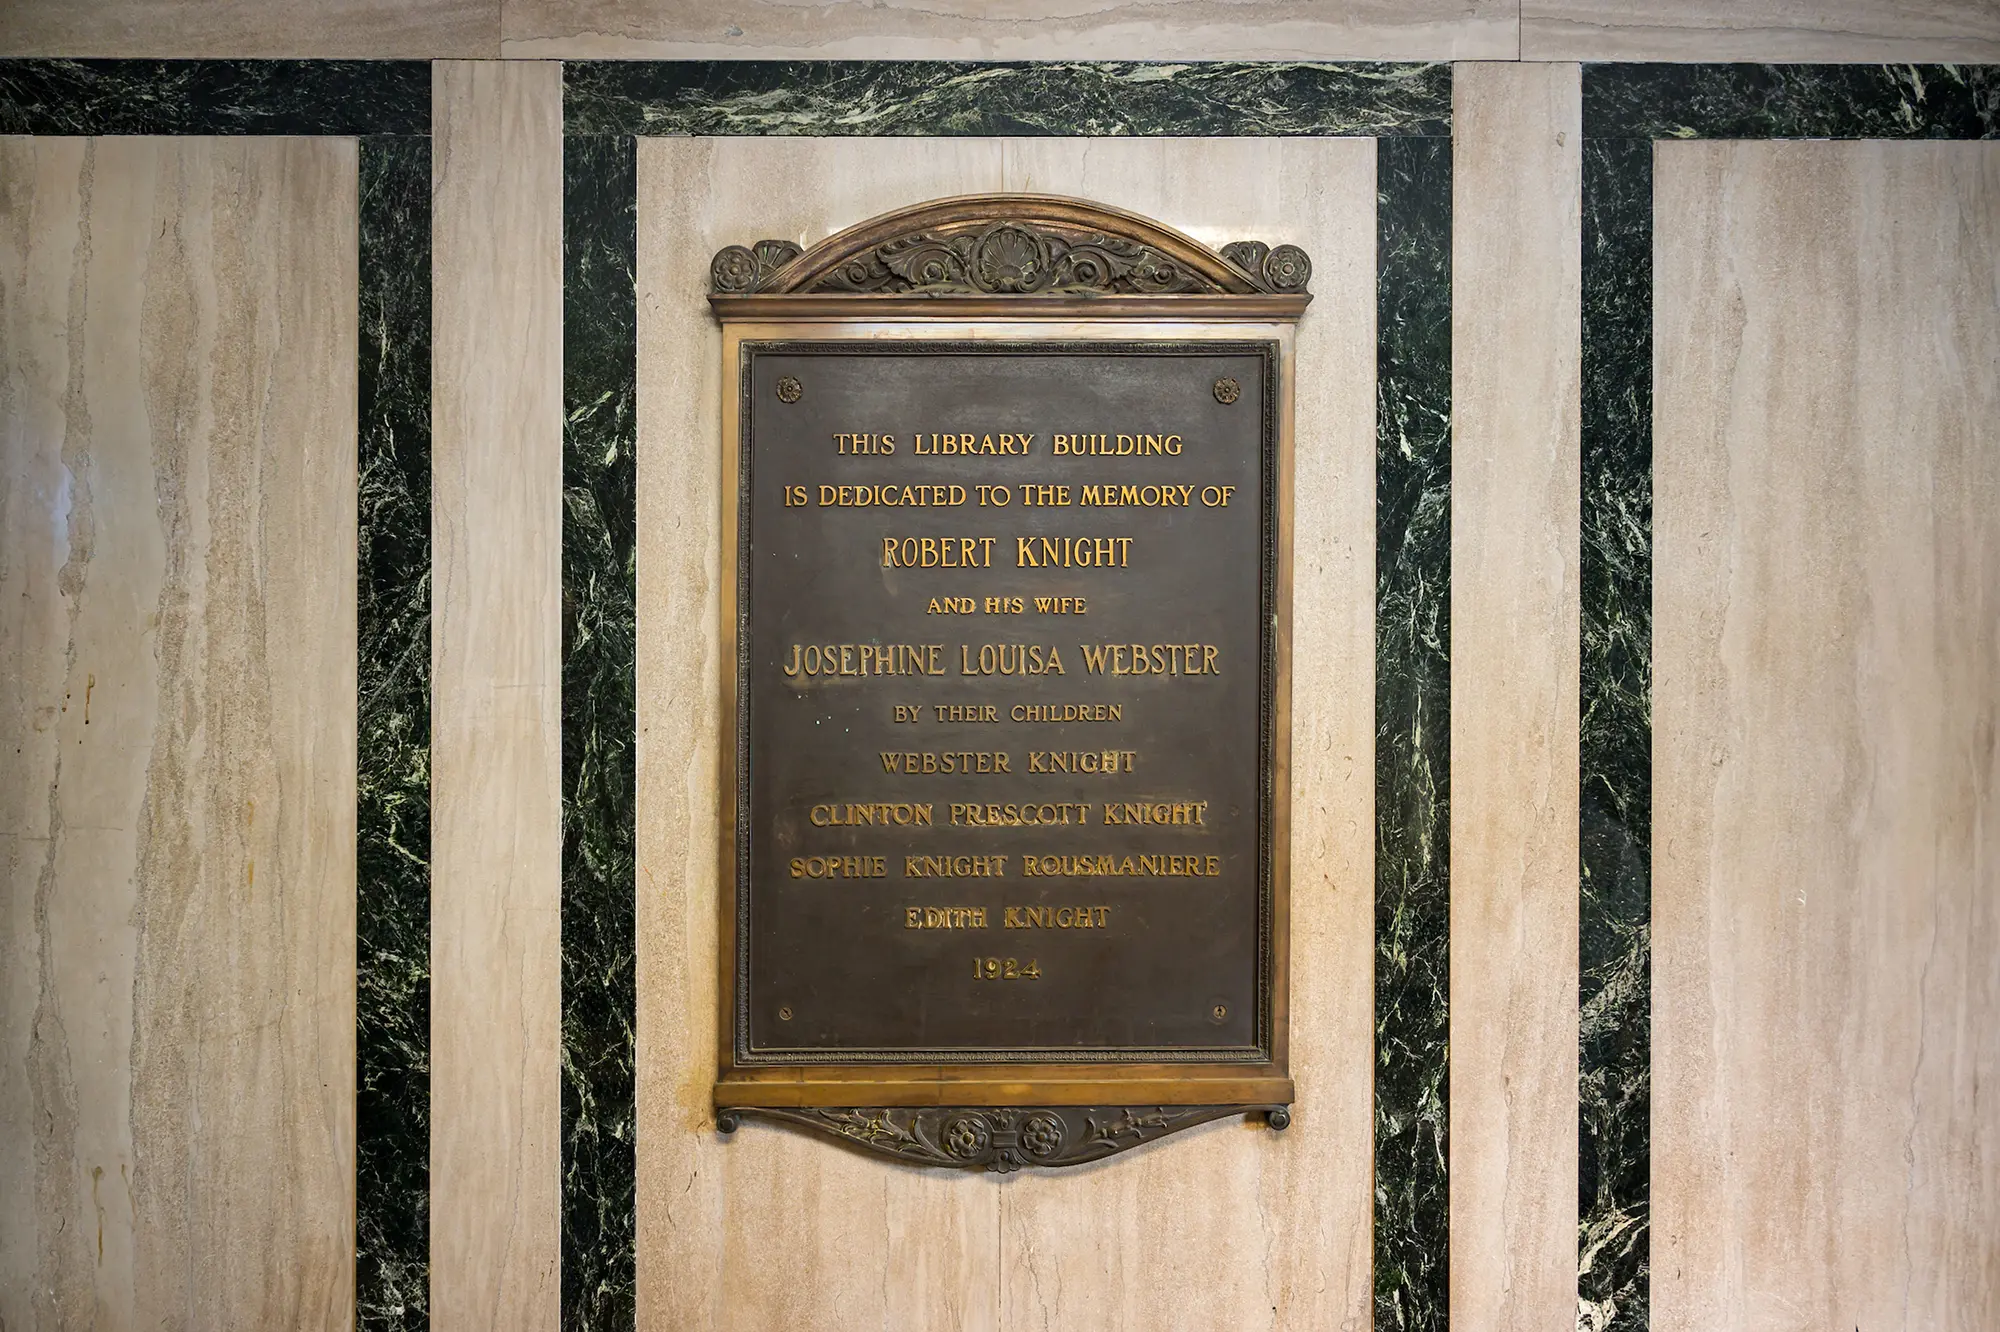 THIS LIBRARY BUILDING
IS DEDICATED TO THE MEMORY OF
ROBERT KNIGHT
AND HIS WIFE
JOSEPHINE LOUISA WEBSTER
BY THEIR CHILDREN
WEBSTER KNIGHT
CLINTON PRESCOTT KNIGHT
SOPHIE KNIGHT ROUSMANIERE
EDITH KNIGHT
1924